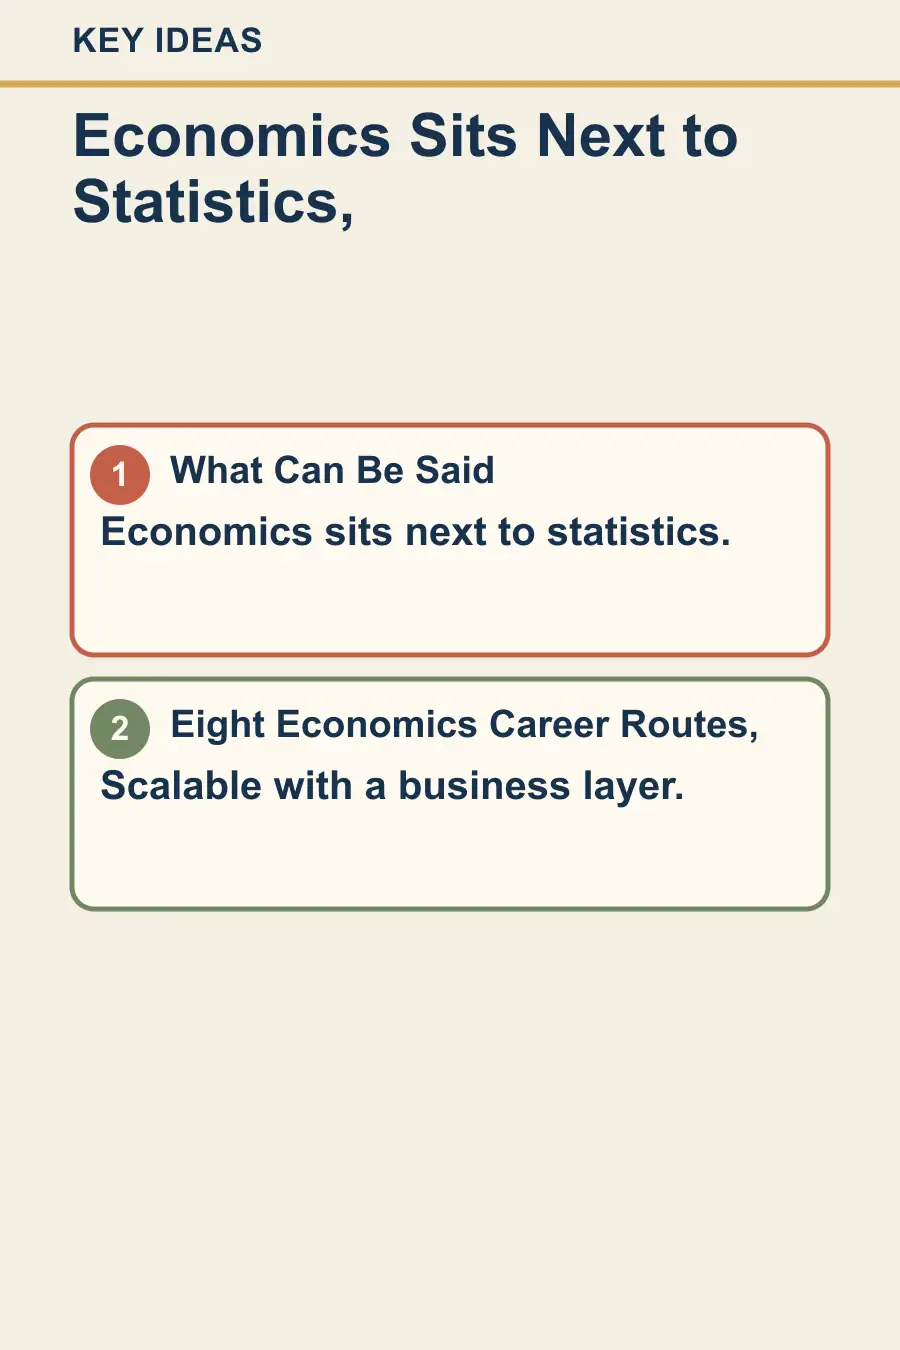 KEY IDEAS
Economics Sits Next to
Statistics,
1 What Can Be Said
Economics sits next to statistics.
2 Eight Economics Career Routes,
Scalable with a business layer.